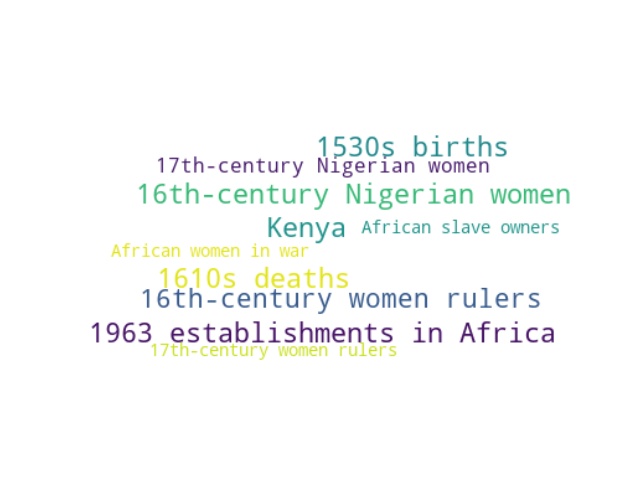 1530s births
17th-century Nigerian women
16th-century Nigerian women
Kenya African slave owners
African women in war
1610s deaths
16th-century women rulers
1963 establishments in Africa
17th-century women rulers